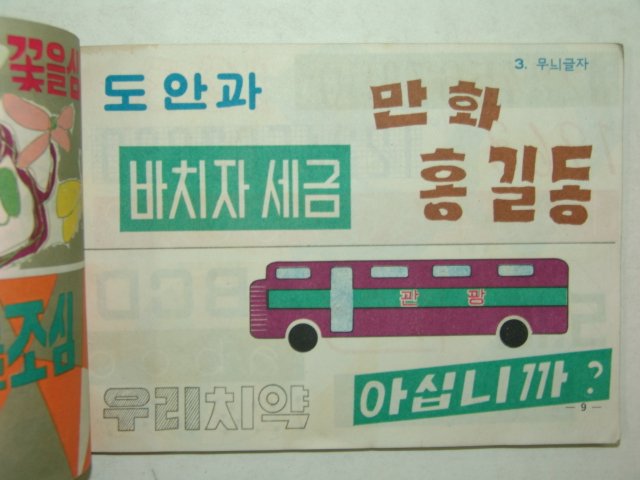 꽃을심
조심
3. 무늬글자
도안과
만화
홍길동
바치자 세금
관 광
우리치약
아십니까?
— 9 —